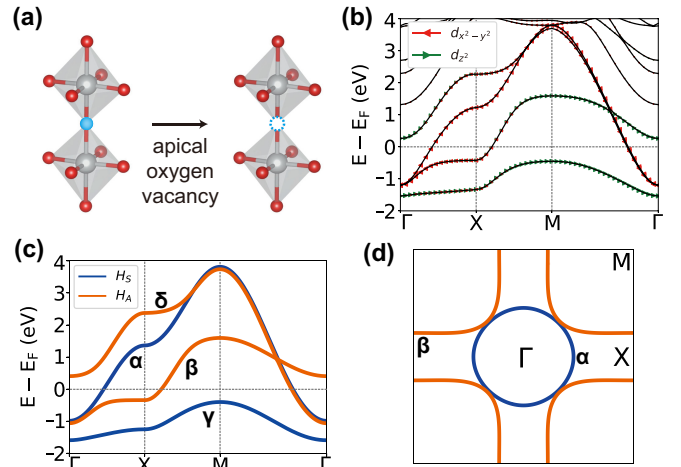 (a)
apical
oxygen
vacancy
(b)
d_{x²−y²}
d_{z²}
E − E_F (eV)
4
3
2
1
0
−1
−2
Γ
X
M
Γ
(c)
H_S
H_A
E − E_F (eV)
4
3
2
1
0
−1
−2
δ
α
β
γ
Γ
X
M
Γ
(d)
M
β
Γ
α
X